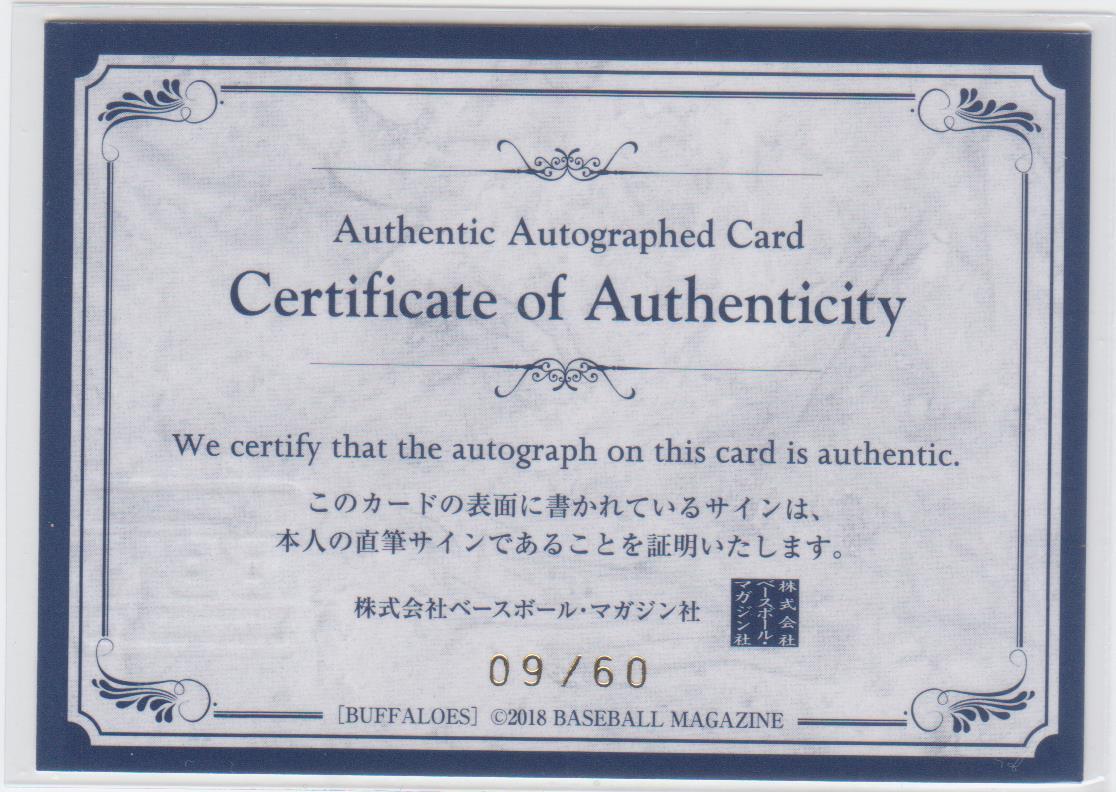 Authentic Autographed Card
Certificate of Authenticity
We certify that the autograph on this card is authentic.
このカードの表面に書かれているサインは、
本人の直筆サインであることを証明いたします。
株式会社ベースボール・マガジン社
株式会社
ベースボール・
マガジン社
09/60
［BUFFALOES］ ©2018 BASEBALL MAGAZINE